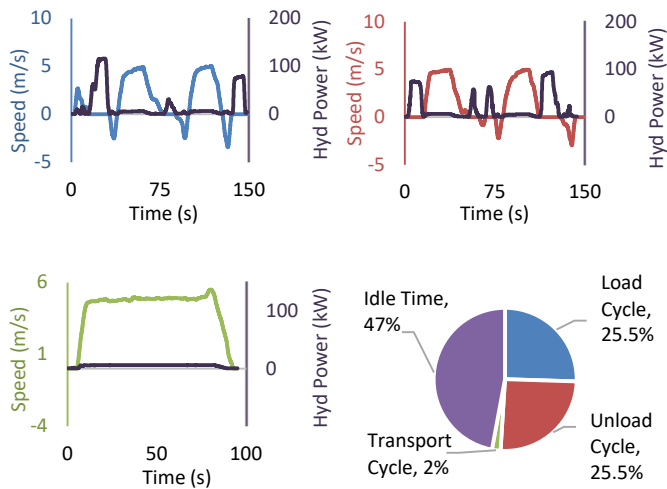 10
5
0
-5
Speed (m/s)
200
100
0
Hyd Power (kW)
0
75
150
Time (s)
10
5
0
-5
Speed (m/s)
200
100
0
Hyd Power (kW)
0
75
150
Time (s)
6
1
-4
Speed (m/s)
100
0
Hyd Power (kW)
0
50
100
Time (s)
Idle Time,
47%
Load
Cycle,
25.5%
Transport
Cycle, 2%
Unload
Cycle,
25.5%